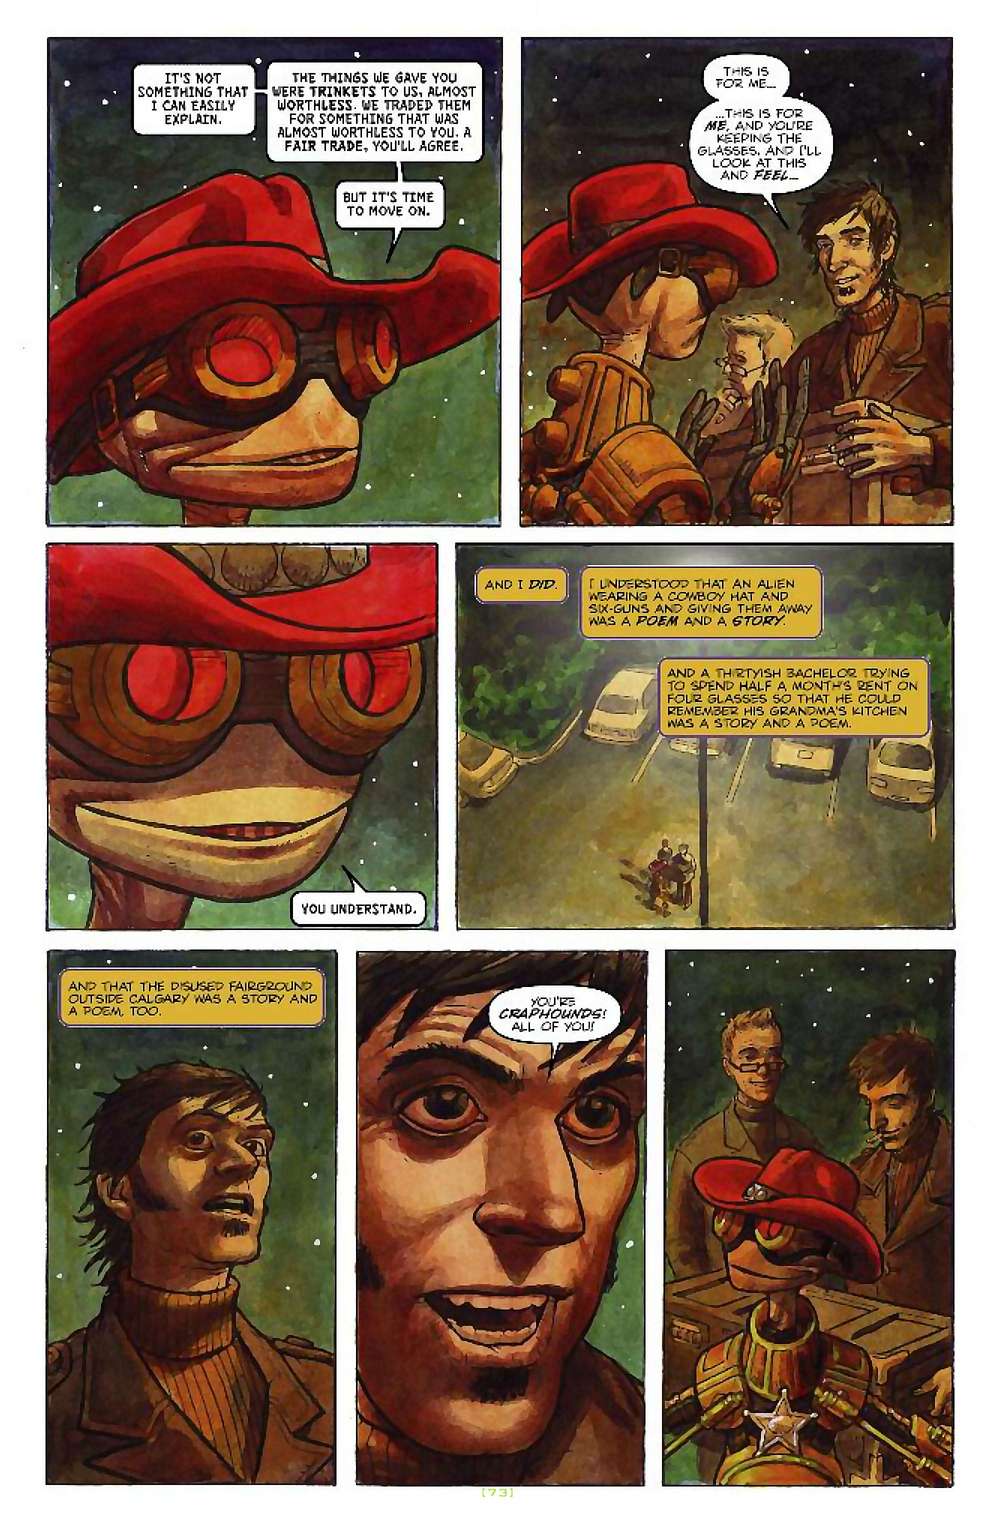 IT'S NOT
SOMETHING THAT
I CAN EASILY
EXPLAIN.
THE THINGS WE GAVE YOU
WERE TRINKETS TO US, ALMOST
WORTHLESS. WE TRADED THEM
FOR SOMETHING THAT WAS
ALMOST WORTHLESS TO YOU. A
FAIR TRADE, YOU'LL AGREE.
BUT IT'S TIME
TO MOVE ON.
THIS IS
FOR ME...
...THIS IS FOR
ME, AND YOU'RE
KEEPING THE
GLASSES. AND I'LL
LOOK AT THIS
AND FEEL...
YOU UNDERSTAND.
AND I DID.
I UNDERSTOOD THAT AN ALIEN
WEARING A COWBOY HAT AND
SIX-GUNS AND GIVING THEM AWAY
WAS A POEM AND A STORY.
AND A THIRTYISH BACHELOR TRYING
TO SPEND HALF A MONTH'S RENT ON
FOUR GLASSES SO THAT HE COULD
REMEMBER HIS GRANDMA'S KITCHEN
WAS A STORY AND A POEM.
AND THAT THE DISUSED FAIRGROUND
OUTSIDE CALGARY WAS A STORY AND
A POEM, TOO.
YOU'RE
CRAPHOUNDS!
ALL OF YOU!
[73]